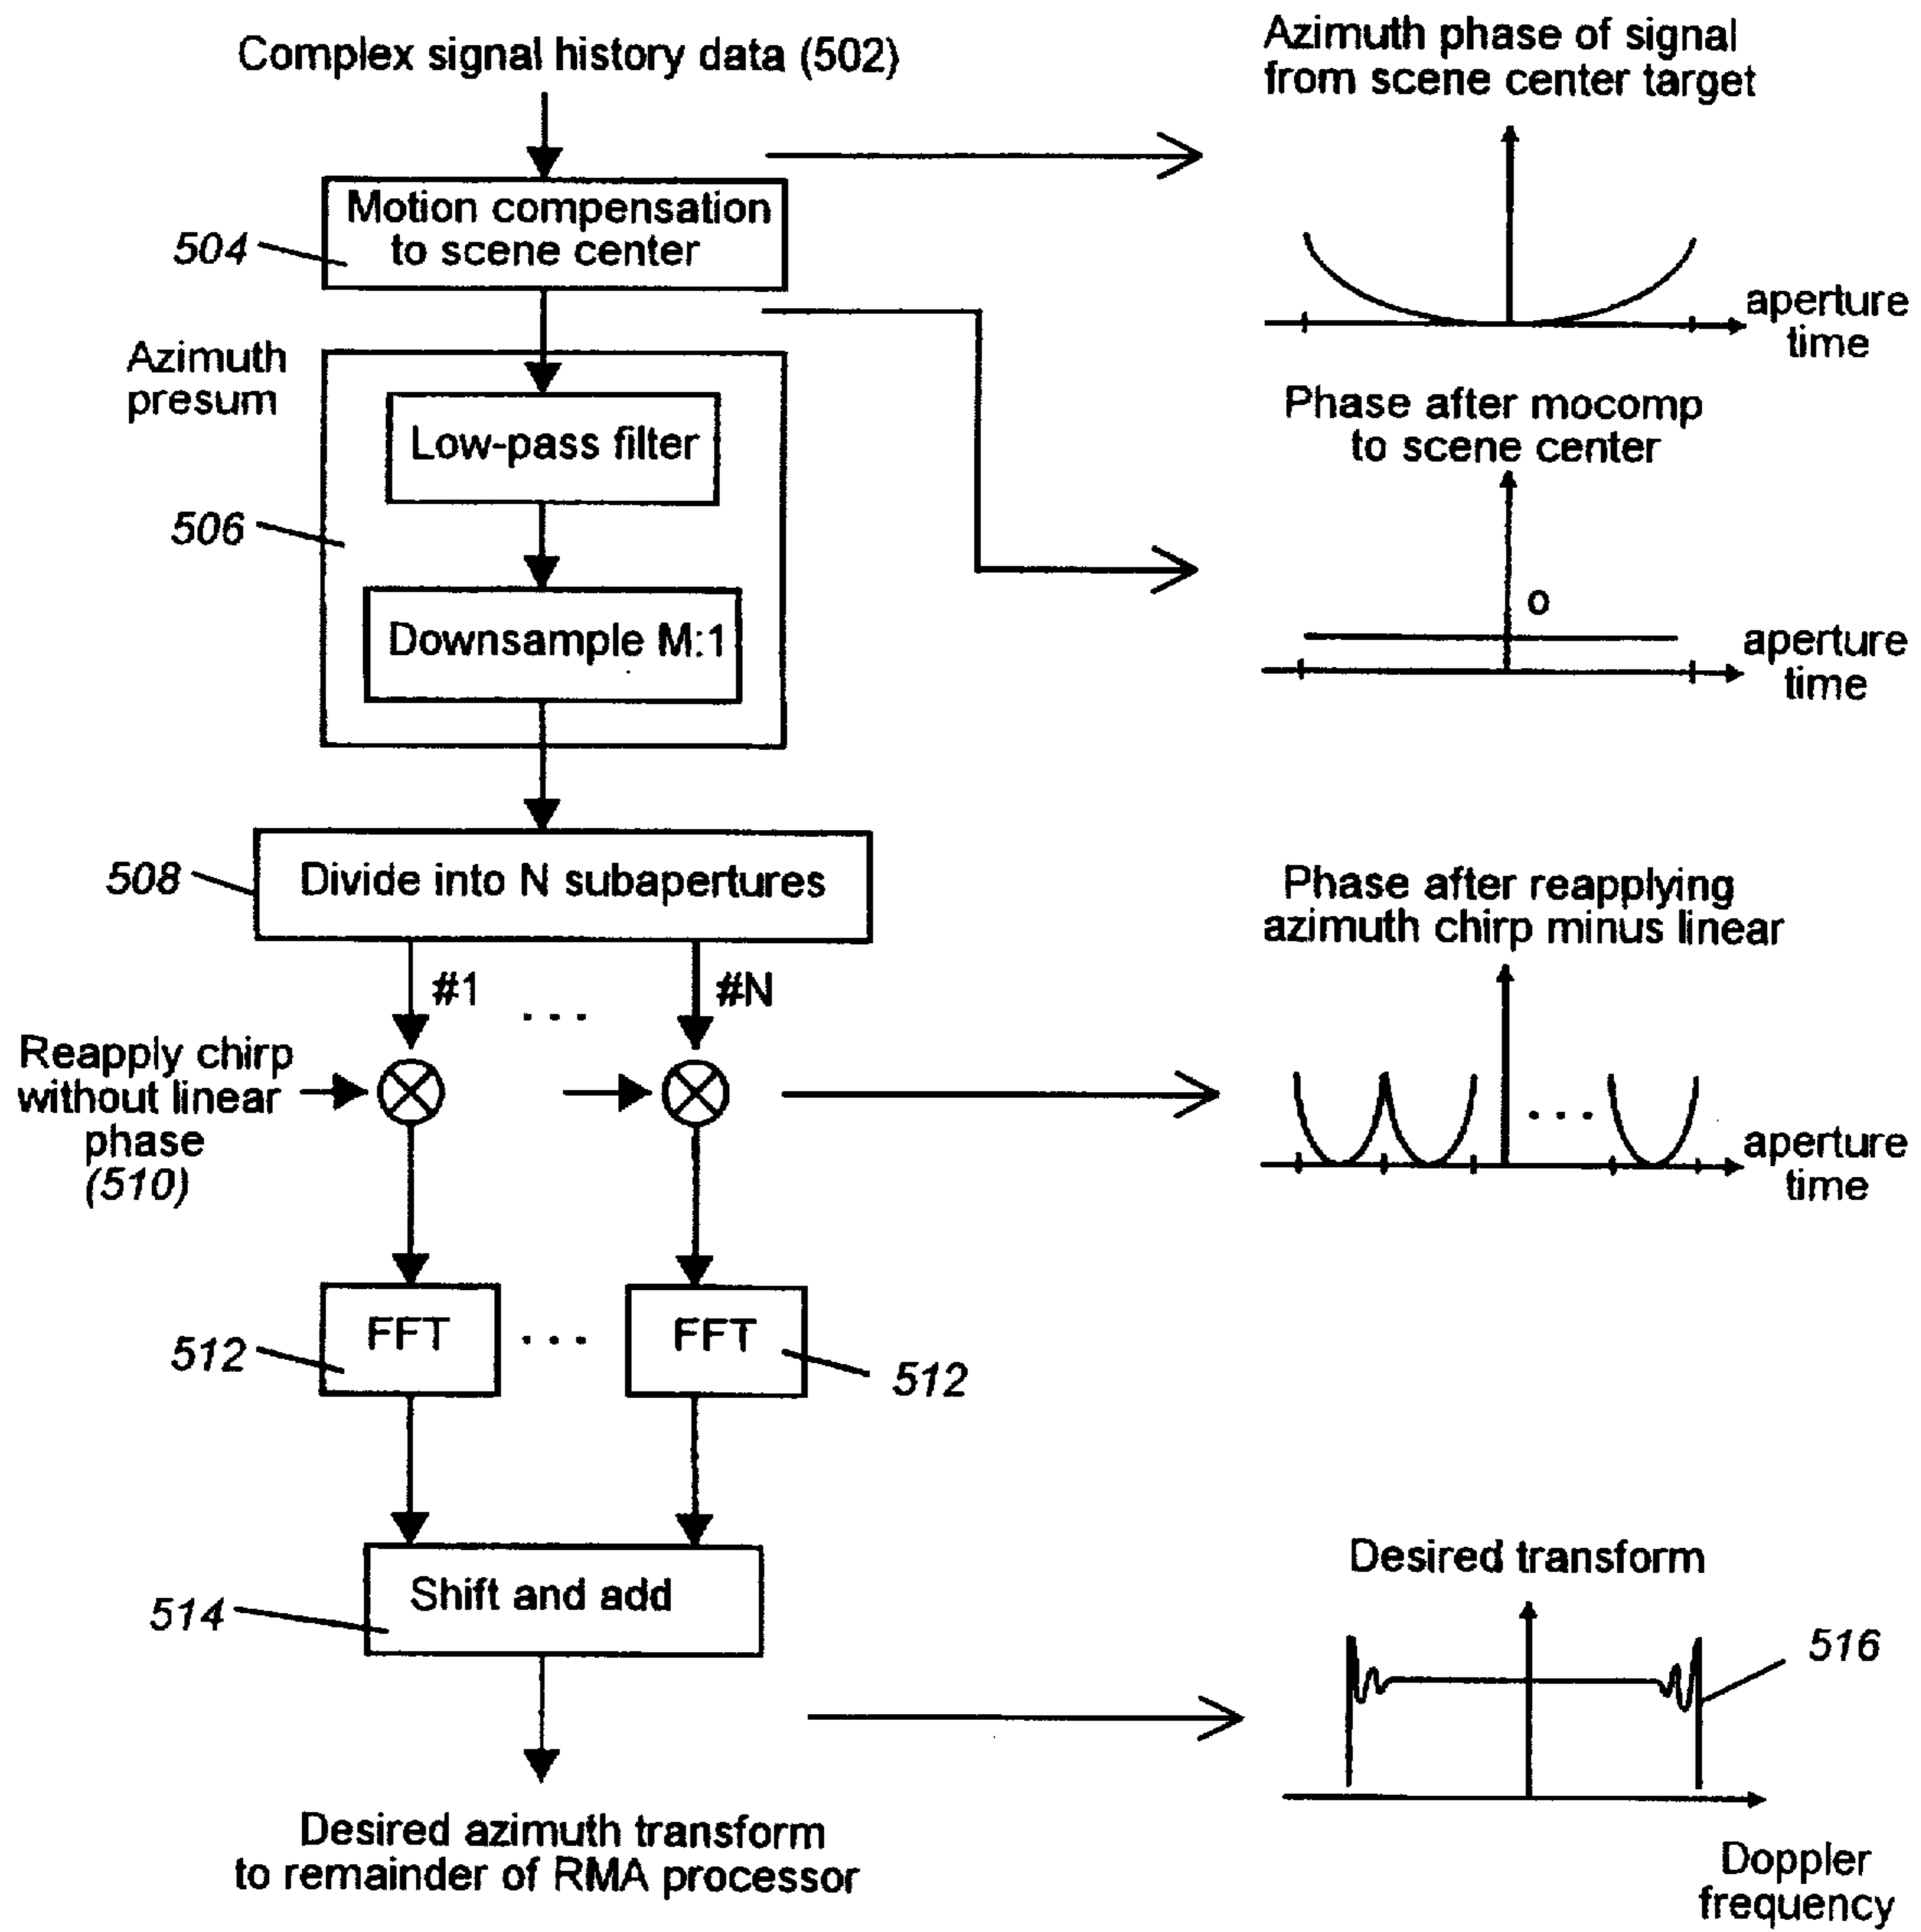 Complex signal history data (502)
Azimuth phase of signal
from scene center target
Motion compensation
to scene center
504
aperture
time
Azimuth
presum
Low-pass filter
506
Downsample M:1
Phase after mocomp
to scene center
o
aperture
time
508
Divide into N subapertures
#1
. . .
#N
Phase after reapplying
azimuth chirp minus linear
Reapply chirp
without linear
phase
(510)
. . .
aperture
time
FFT
. . .
FFT
512
512
Shift and add
514
Desired transform
516
Desired azimuth transform
to remainder of RMA processor
Doppler
frequency